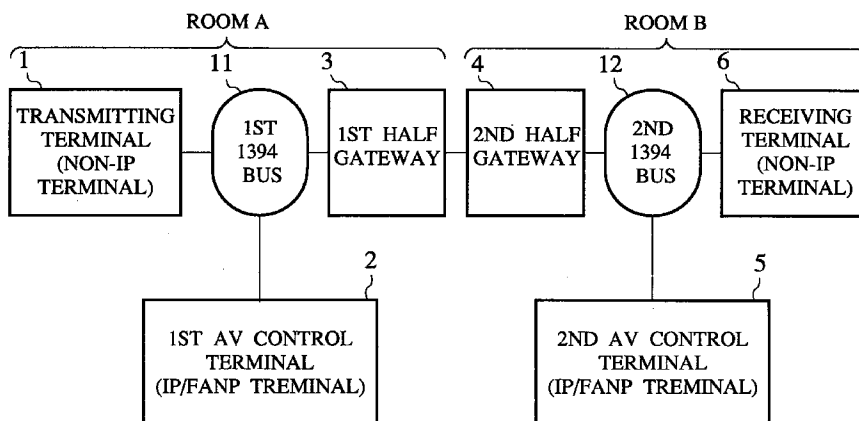 ROOM A
ROOM B
1
11
3
4
12
6
TRANSMITTING
TERMINAL
(NON-IP
TERMINAL)
1ST
1394
BUS
1ST HALF
GATEWAY
2ND HALF
GATEWAY
2ND
1394
BUS
RECEIVING
TERMINAL
(NON-IP
TERMINAL)
2
1ST AV CONTROL
TERMINAL
(IP/FANP TREMINAL)
5
2ND AV CONTROL
TERMINAL
(IP/FANP TREMINAL)